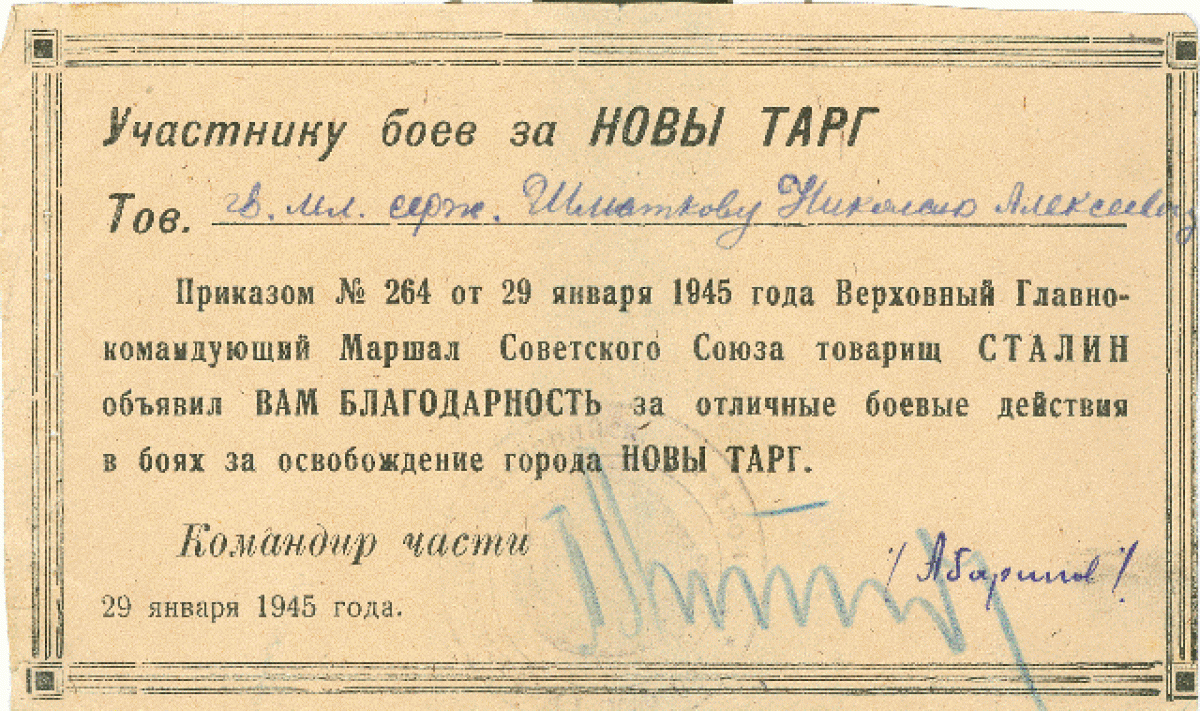 Участнику боев за НОВЫ ТАРГ
Тов. гв. мл. серж. Шматкову Николаю Алексеевичу
Приказом № 264 от 29 января 1945 года Верховный Главно-
командующий Маршал Советского Союза товарищ СТАЛИН
объявил ВАМ БЛАГОДАРНОСТЬ за отличные боевые действия
в боях за освобождение города НОВЫ ТАРГ.
Командир части
/Абаринов/
29 января 1945 года.